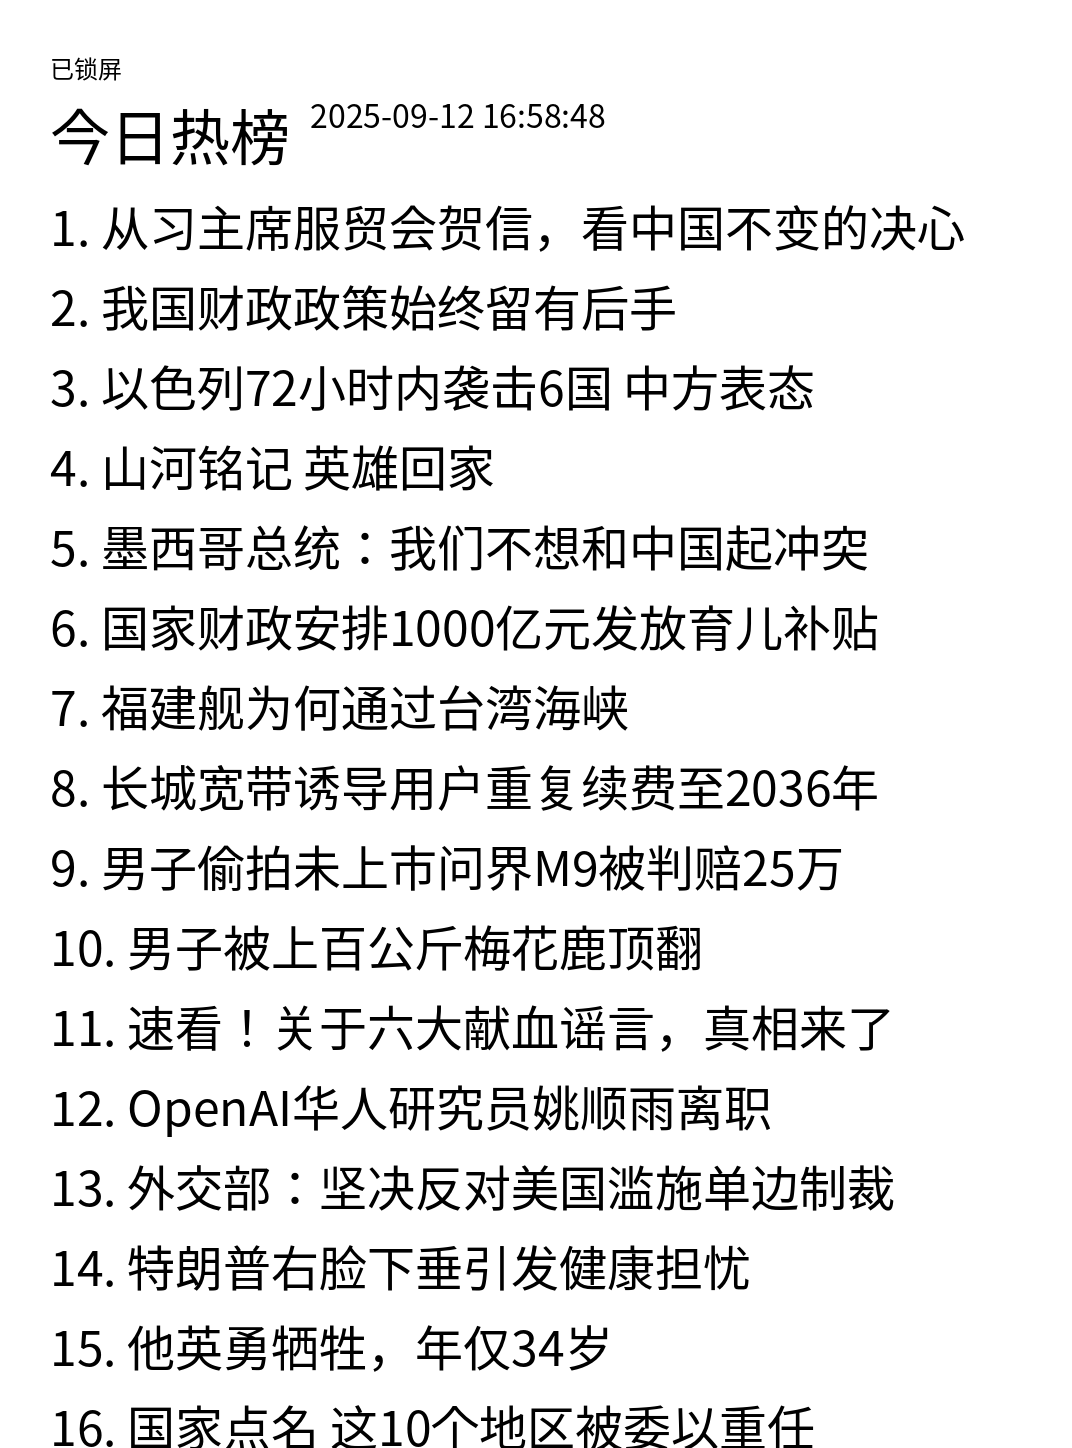 已锁屏
今日热榜 2025-09-12 16:58:48
1. 从习主席服贸会贺信，看中国不变的决心
2. 我国财政政策始终留有后手
3. 以色列72小时内袭击6国 中方表态
4. 山河铭记 英雄回家
5. 墨西哥总统：我们不想和中国起冲突
6. 国家财政安排1000亿元发放育儿补贴
7. 福建舰为何通过台湾海峡
8. 长城宽带诱导用户重复续费至2036年
9. 男子偷拍未上市问界M9被判赔25万
10. 男子被上百公斤梅花鹿顶翻
11. 速看！关于六大献血谣言，真相来了
12. OpenAI华人研究员姚顺雨离职
13. 外交部：坚决反对美国滥施单边制裁
14. 特朗普右脸下垂引发健康担忧
15. 他英勇牺牲，年仅34岁
16. 国家点名 这10个地区被委以重任